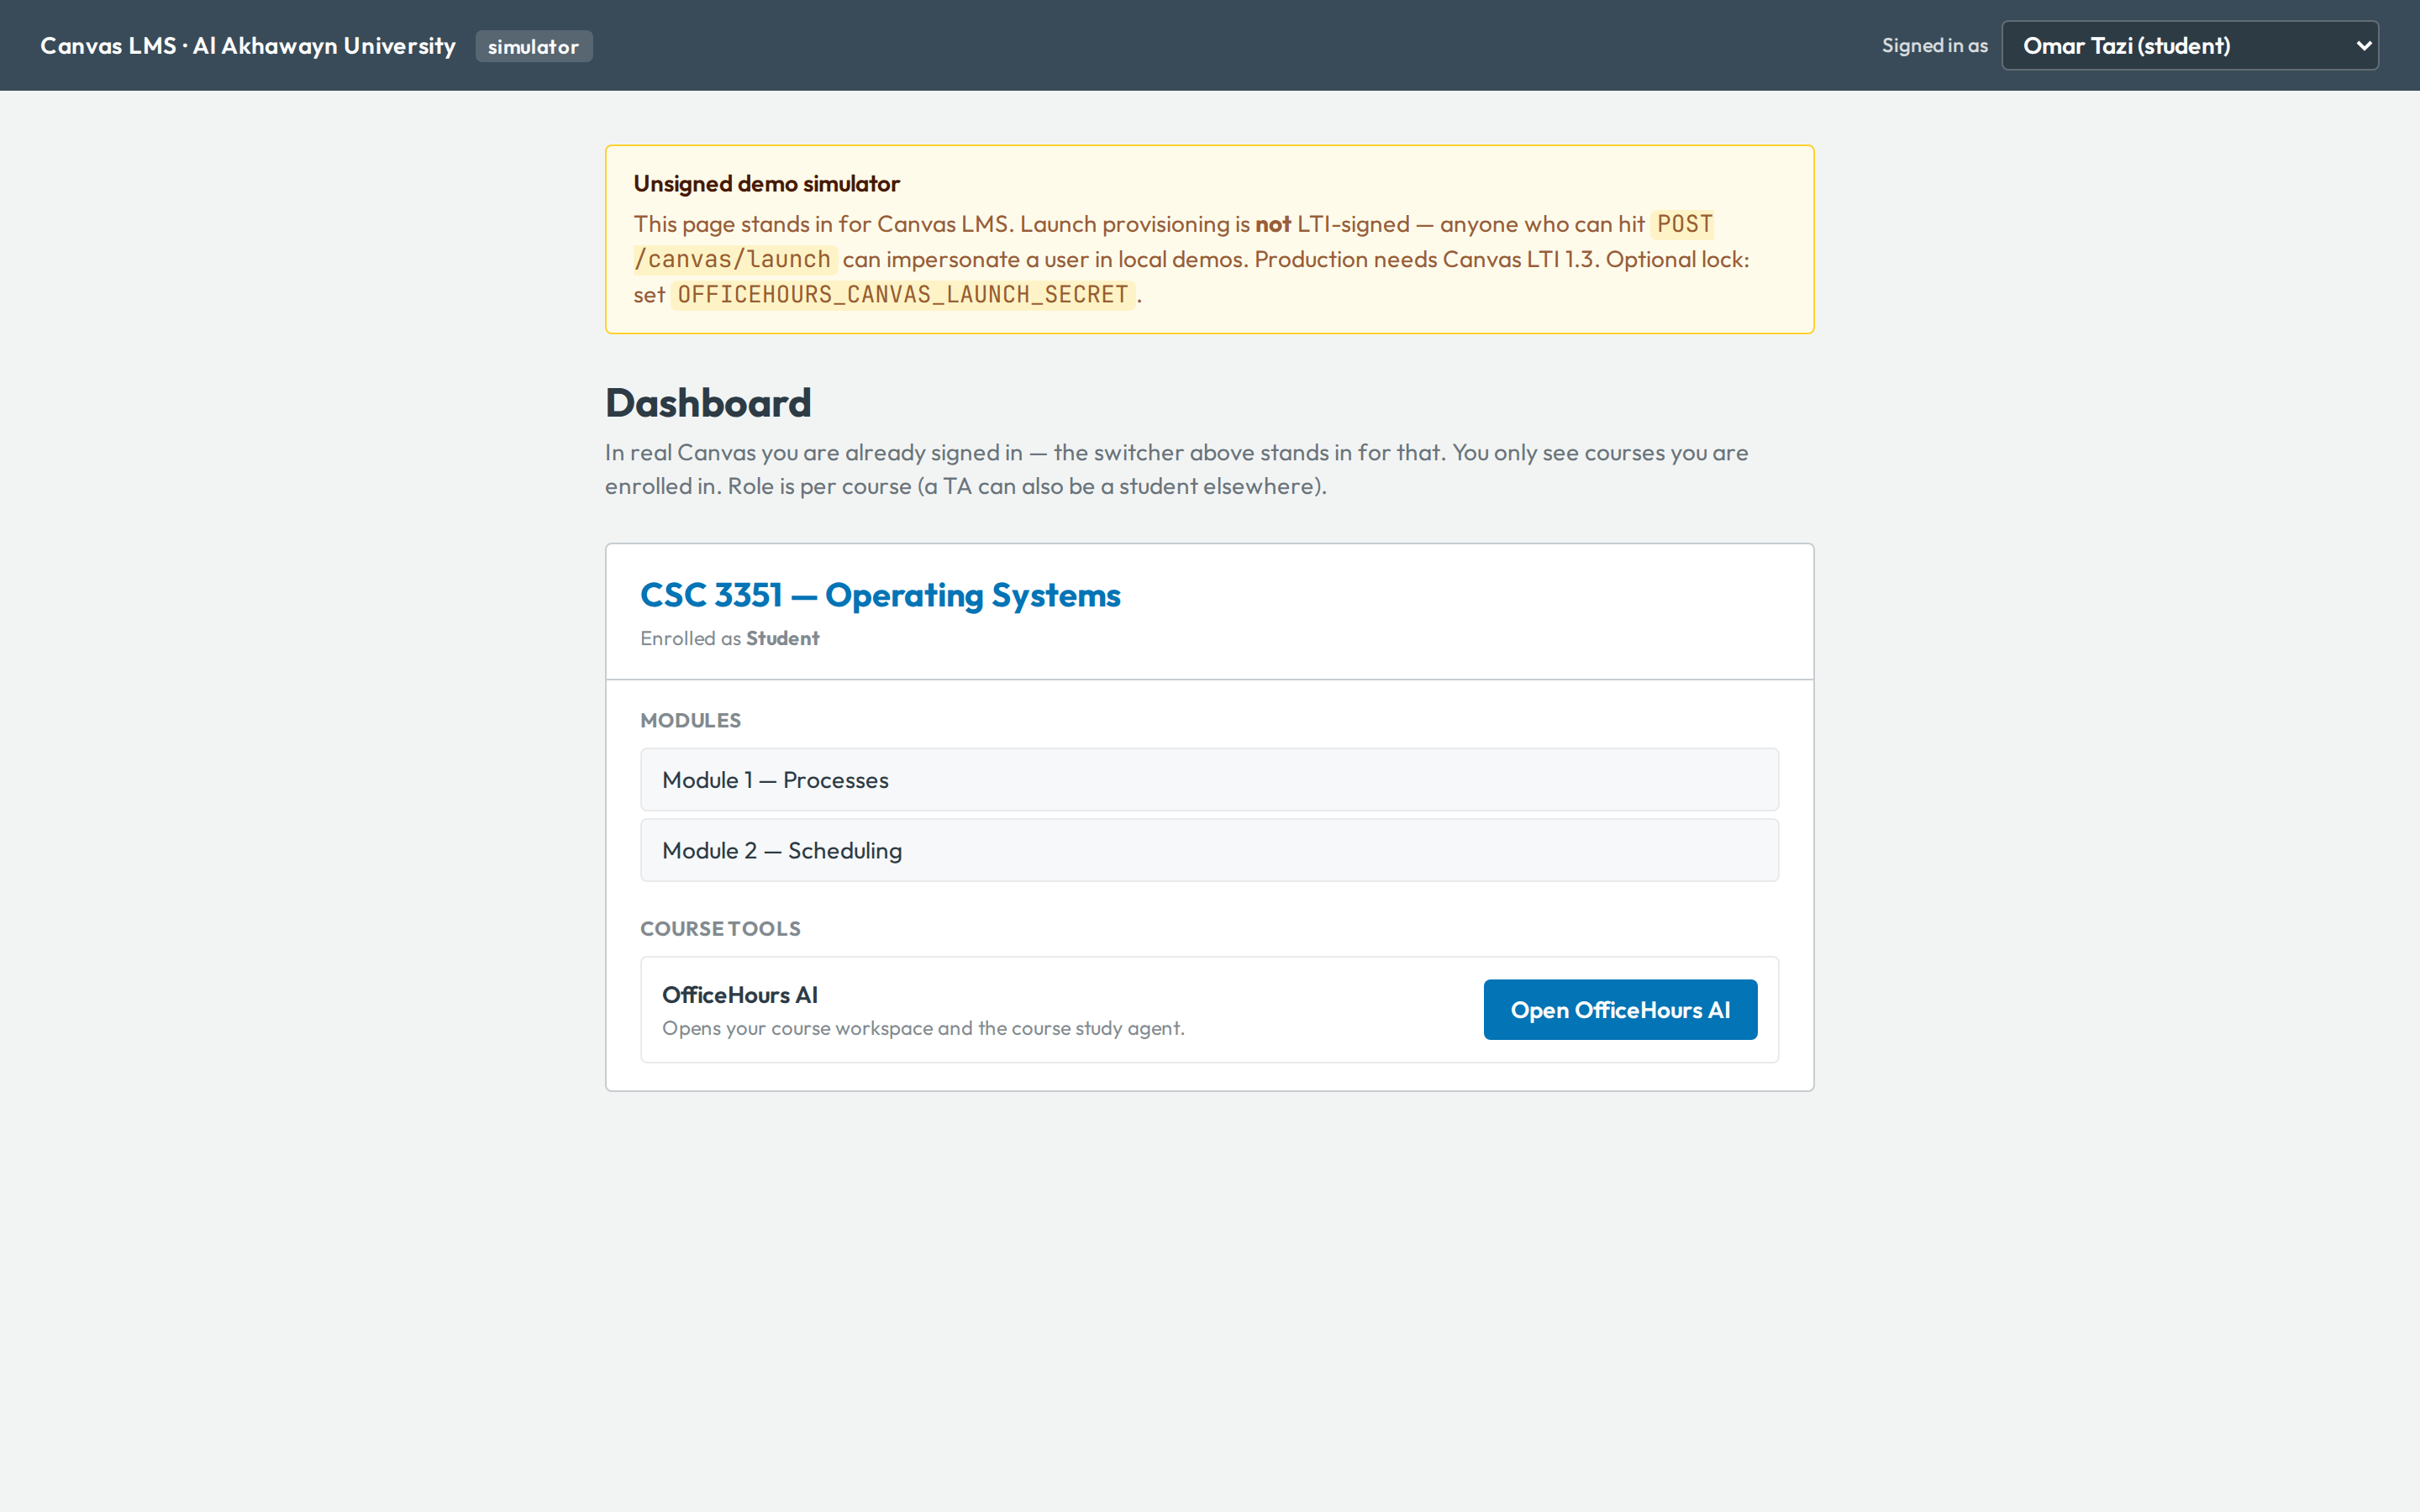 Canvas LMS · Al Akhawayn University simulator
Signed in as Omar Tazi (student)
Unsigned demo simulator
This page stands in for Canvas LMS. Launch provisioning is not LTI-signed — anyone who can hit POST
/canvas/launch can impersonate a user in local demos. Production needs Canvas LTI 1.3. Optional lock:
set OFFICEHOURS_CANVAS_LAUNCH_SECRET.
Dashboard
In real Canvas you are already signed in — the switcher above stands in for that. You only see courses you are
enrolled in. Role is per course (a TA can also be a student elsewhere).
CSC 3351 — Operating Systems
Enrolled as Student
MODULES
Module 1 — Processes
Module 2 — Scheduling
COURSE TOOLS
OfficeHours AI
Opens your course workspace and the course study agent.
Open OfficeHours AI